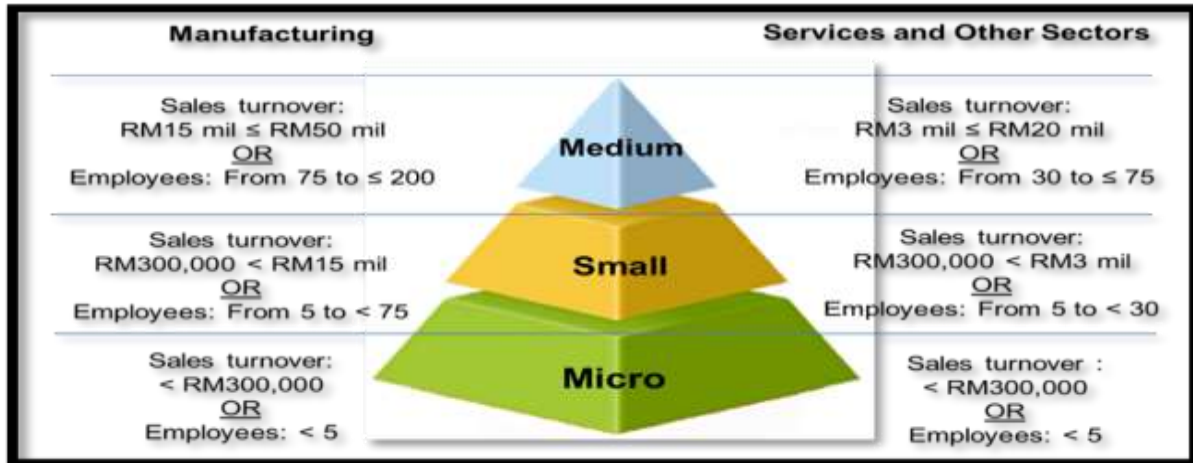 Manufacturing
Services and Other Sectors
Sales turnover:
RM15 mil ≤ RM50 mil
OR
Employees: From 75 to ≤ 200
Medium
Sales turnover:
RM3 mil ≤ RM20 mil
OR
Employees: From 30 to ≤ 75
Sales turnover:
RM300,000 < RM15 mil
OR
Employees: From 5 to < 75
Small
Sales turnover:
RM300,000 < RM3 mil
OR
Employees: From 5 to < 30
Sales turnover:
< RM300,000
OR
Employees: < 5
Micro
Sales turnover :
< RM300,000
OR
Employees: < 5